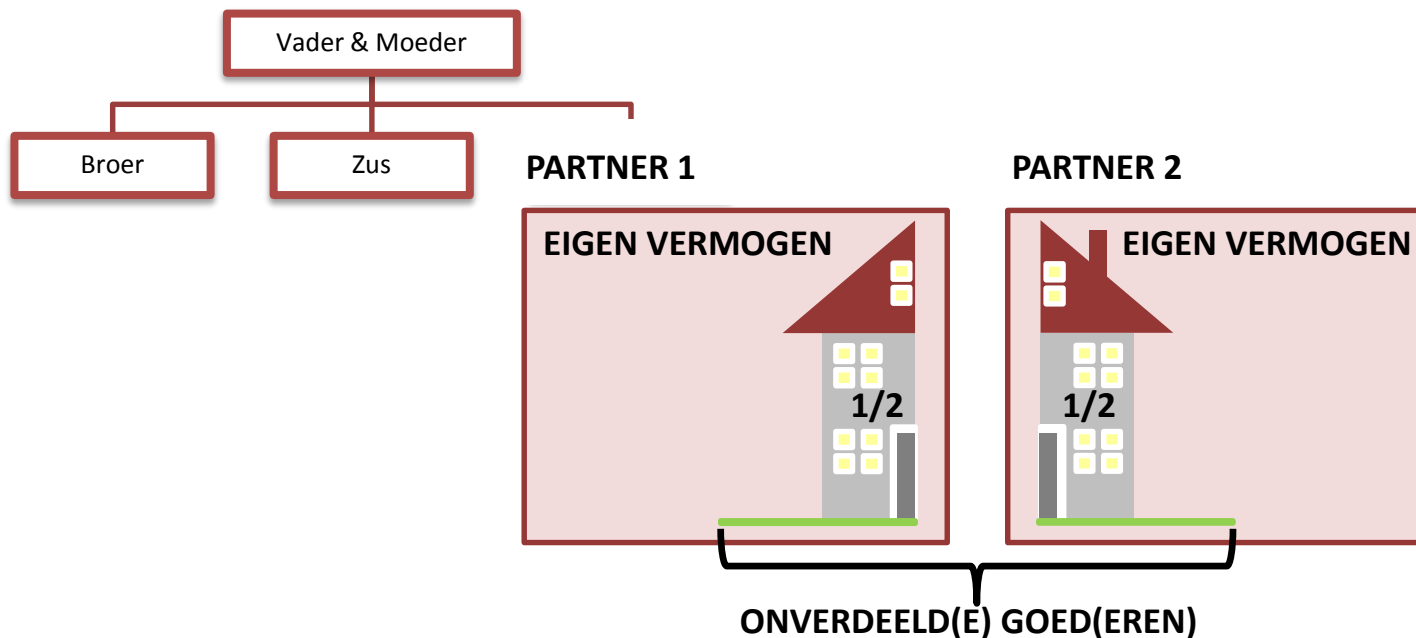 Vader & Moeder
Broer
Zus
PARTNER 1
PARTNER 2
EIGEN VERMOGEN
EIGEN VERMOGEN
1/2
1/2
ONVERDEELD(E) GOED(EREN)